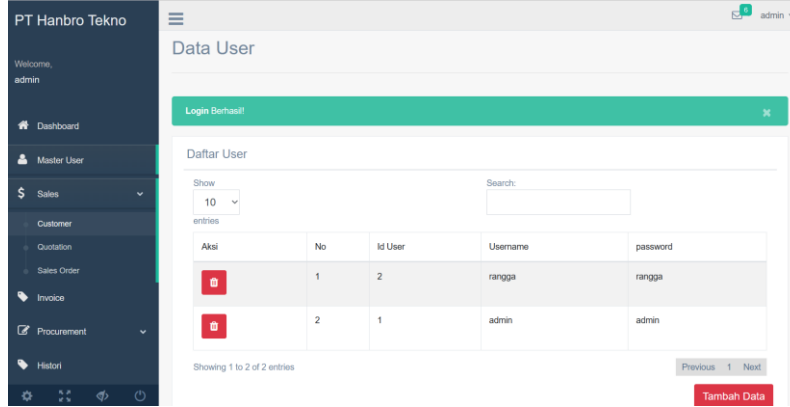 PT Hanbro Tekno
6
admin
Welcome,
admin
Dashboard
Master User
Sales
Customer
Quotation
Sales Order
Invoice
Procurement
Histori
Data User
Login Berhasil!
Daftar User
Show
10
entries
Search:
Aksi No Id User Username password
1 2 rangga rangga
2 1 admin admin
Showing 1 to 2 of 2 entries
Previous 1 Next
Tambah Data